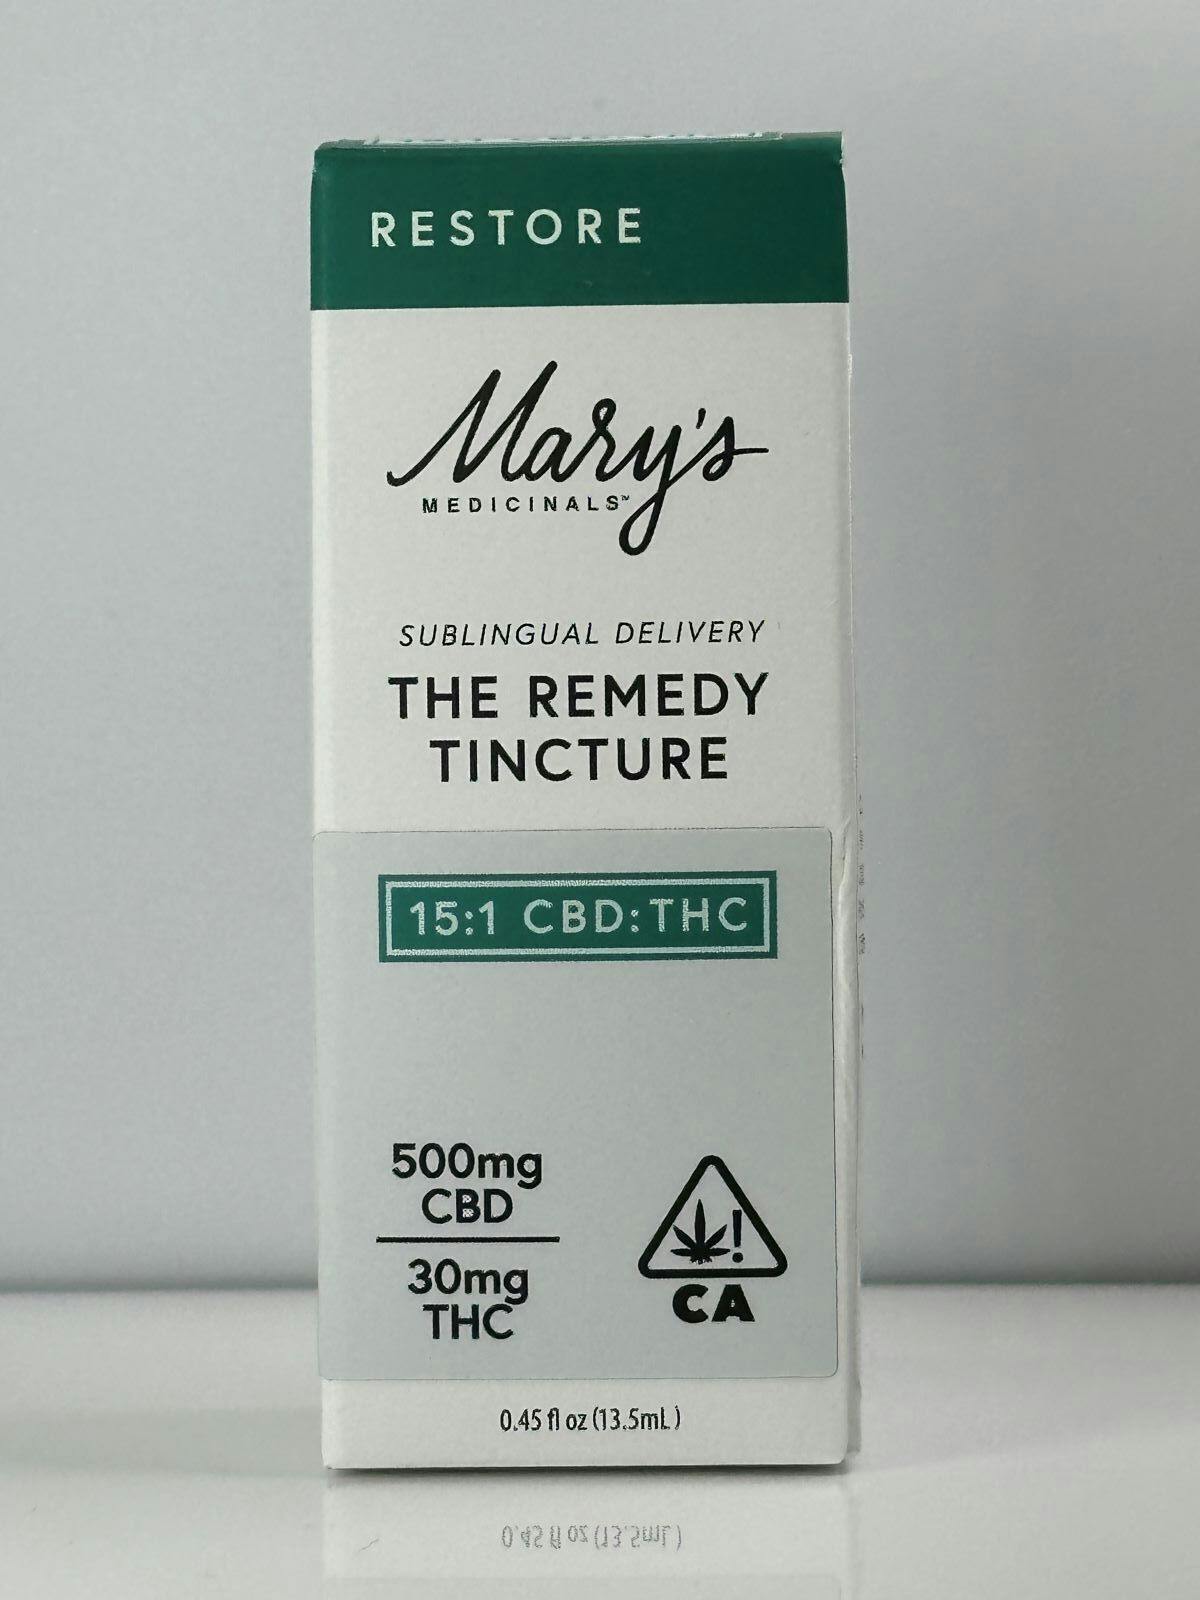 RESTORE
Mary's
MEDICINALS™
SUBLINGUAL DELIVERY
THE REMEDY
TINCTURE
15:1 CBD:THC
500mg
CBD
30mg
THC
!
CA
0.45 fl oz (13.5mL)